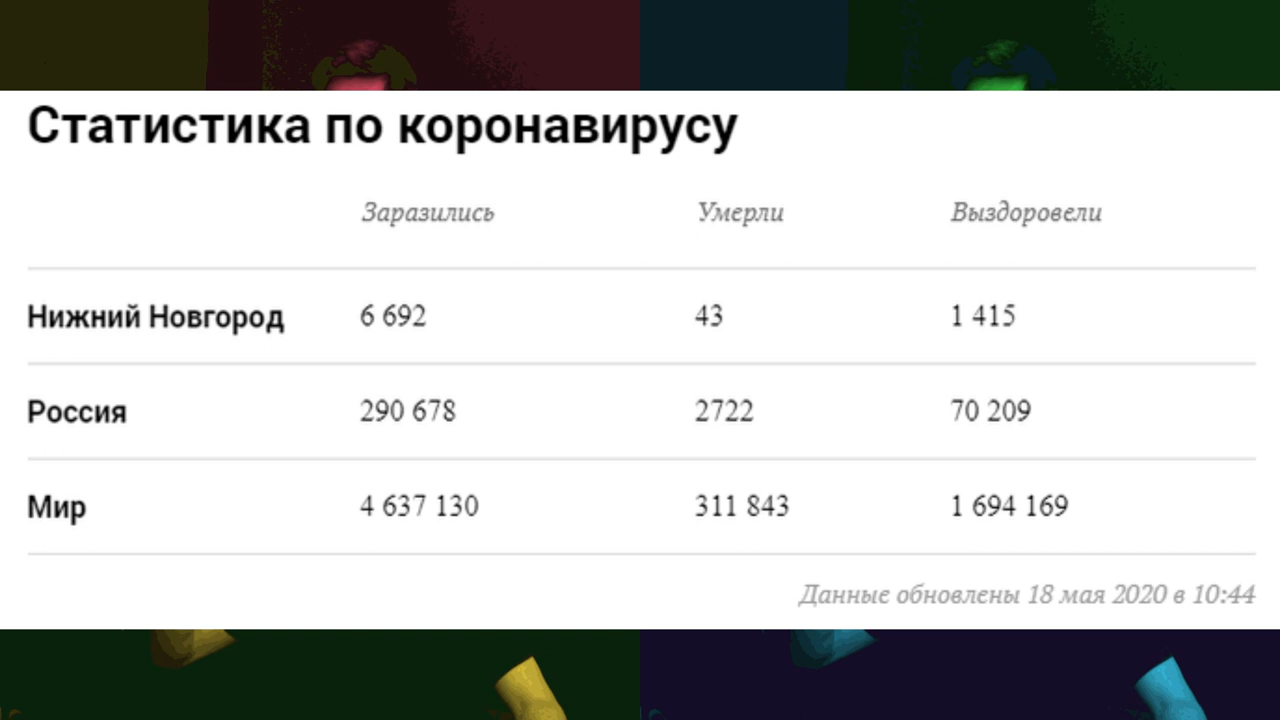 Статистика по коронавирусу
Заразились Умерли Выздоровели
Нижний Новгород 6 692 43 1 415
Россия 290 678 2722 70 209
Мир 4 637 130 311 843 1 694 169
Данные обновлены 18 мая 2020 в 10:44